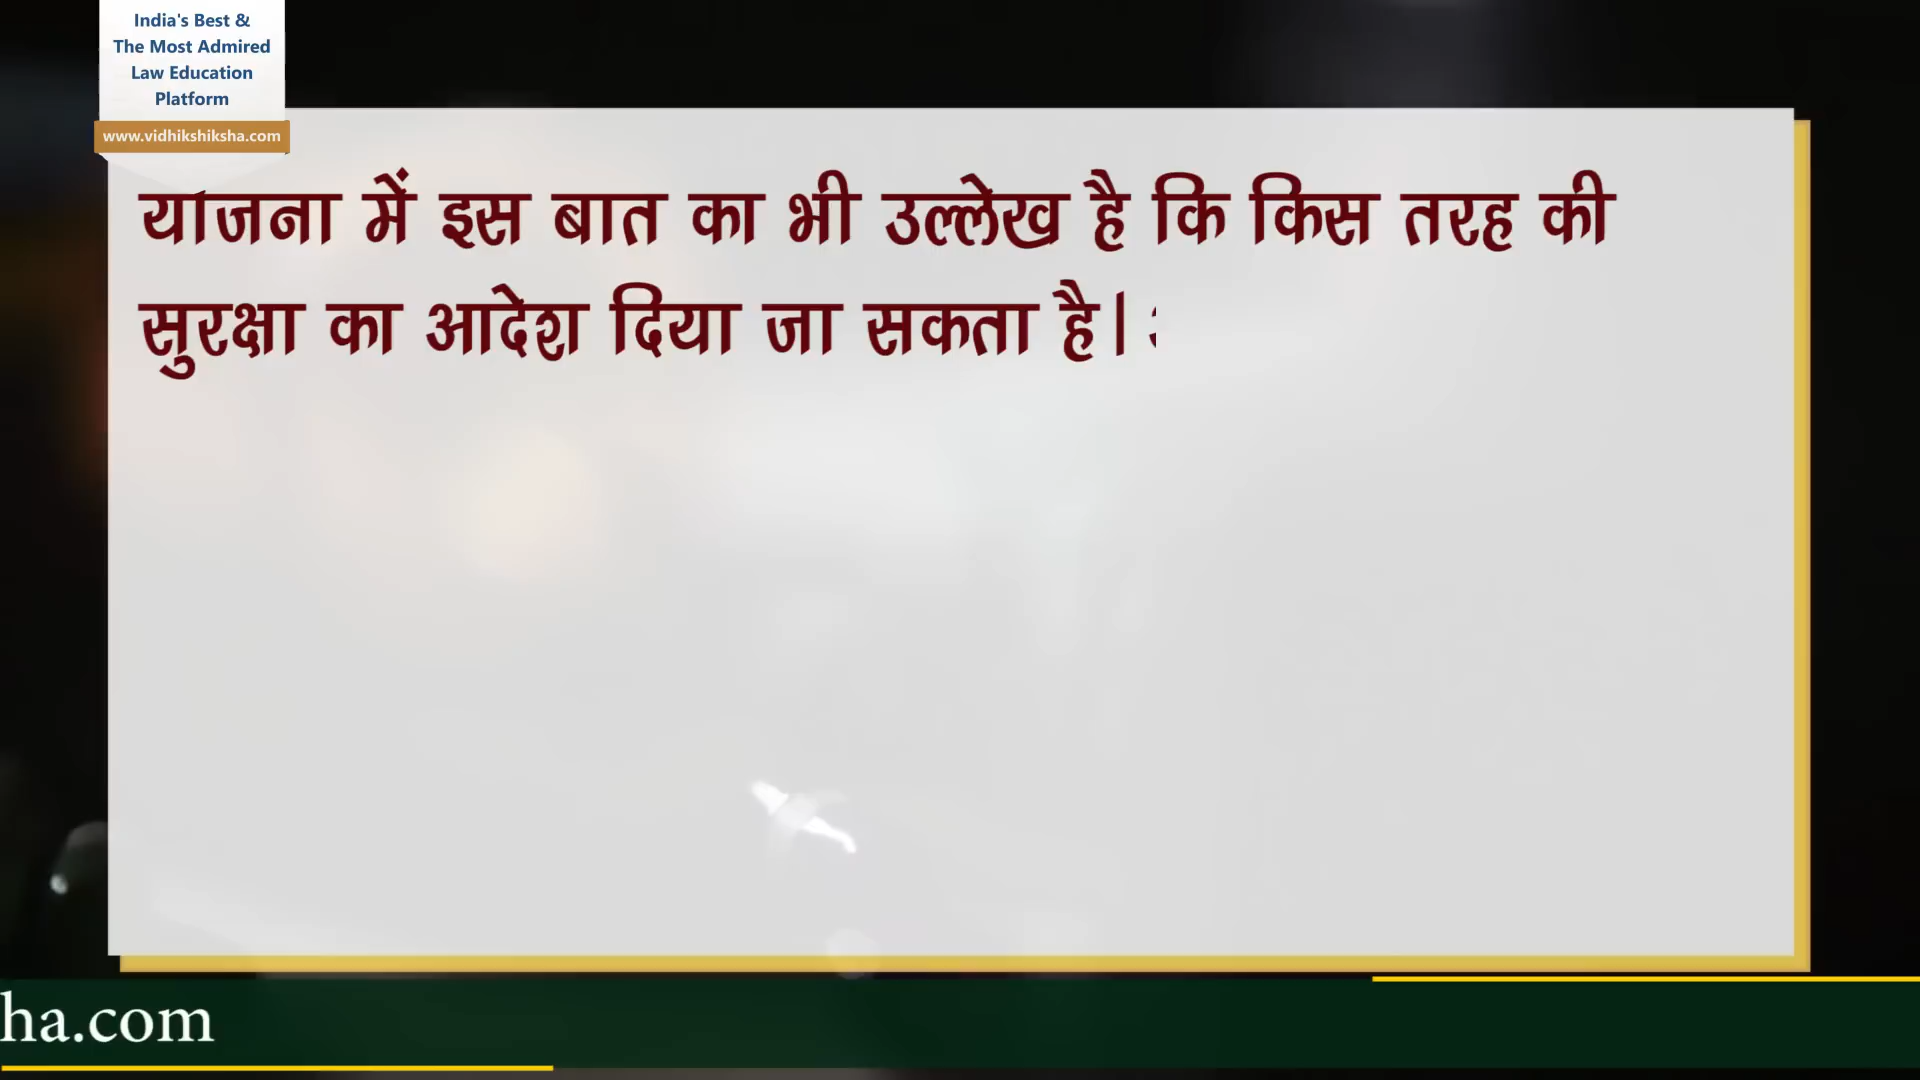 India's Best &
The Most Admired
Law Education
Platform
www.vidhikshiksha.com
योजना में इस बात का भी उल्लेख है कि किस तरह की
सुरक्षा का आदेश दिया जा सकता है।
ha.com